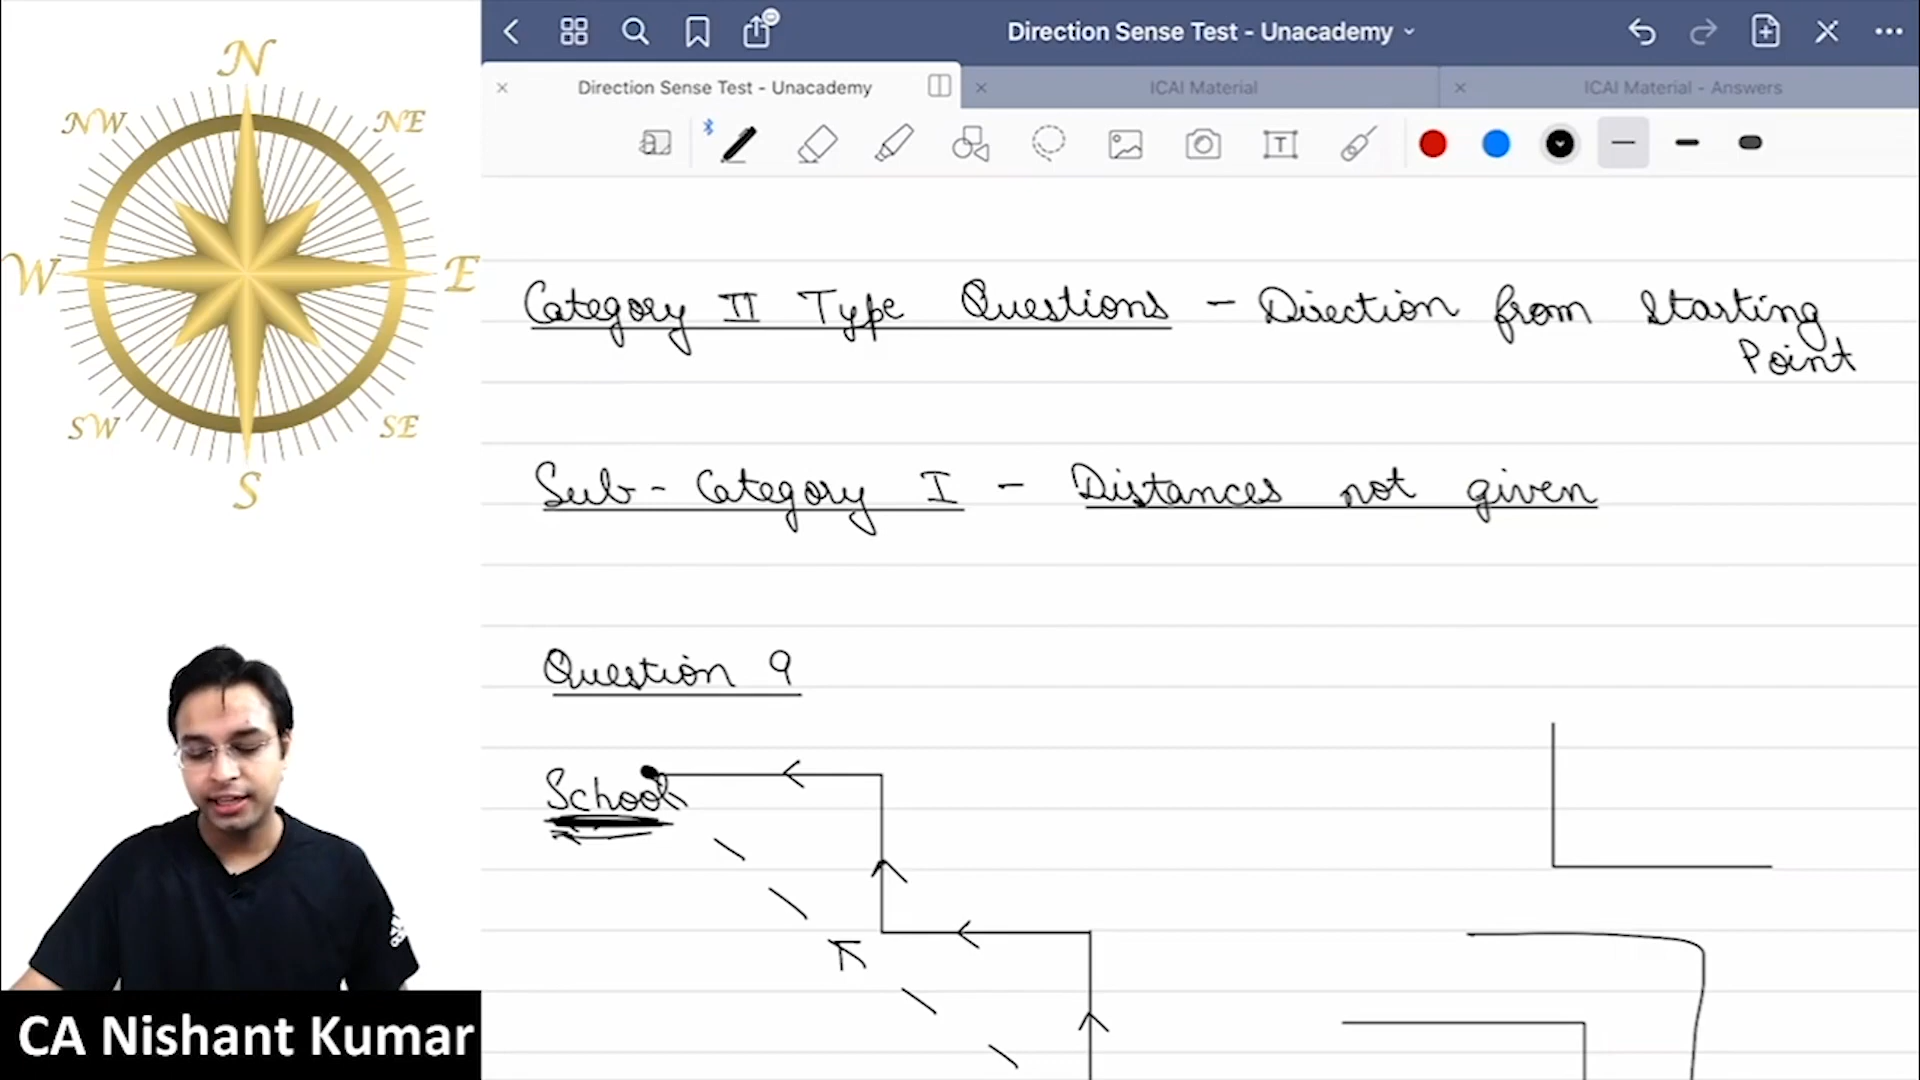 N
NW NE
W E
SW SE
S
CA Nishant Kumar
Direction Sense Test - Unacademy
Direction Sense Test - Unacademy
ICAI Material
ICAI Material - Answers
T
Category II Type Questions - Direction from Starting
Point
Sub-Category I - Distances not given
Question 9
School